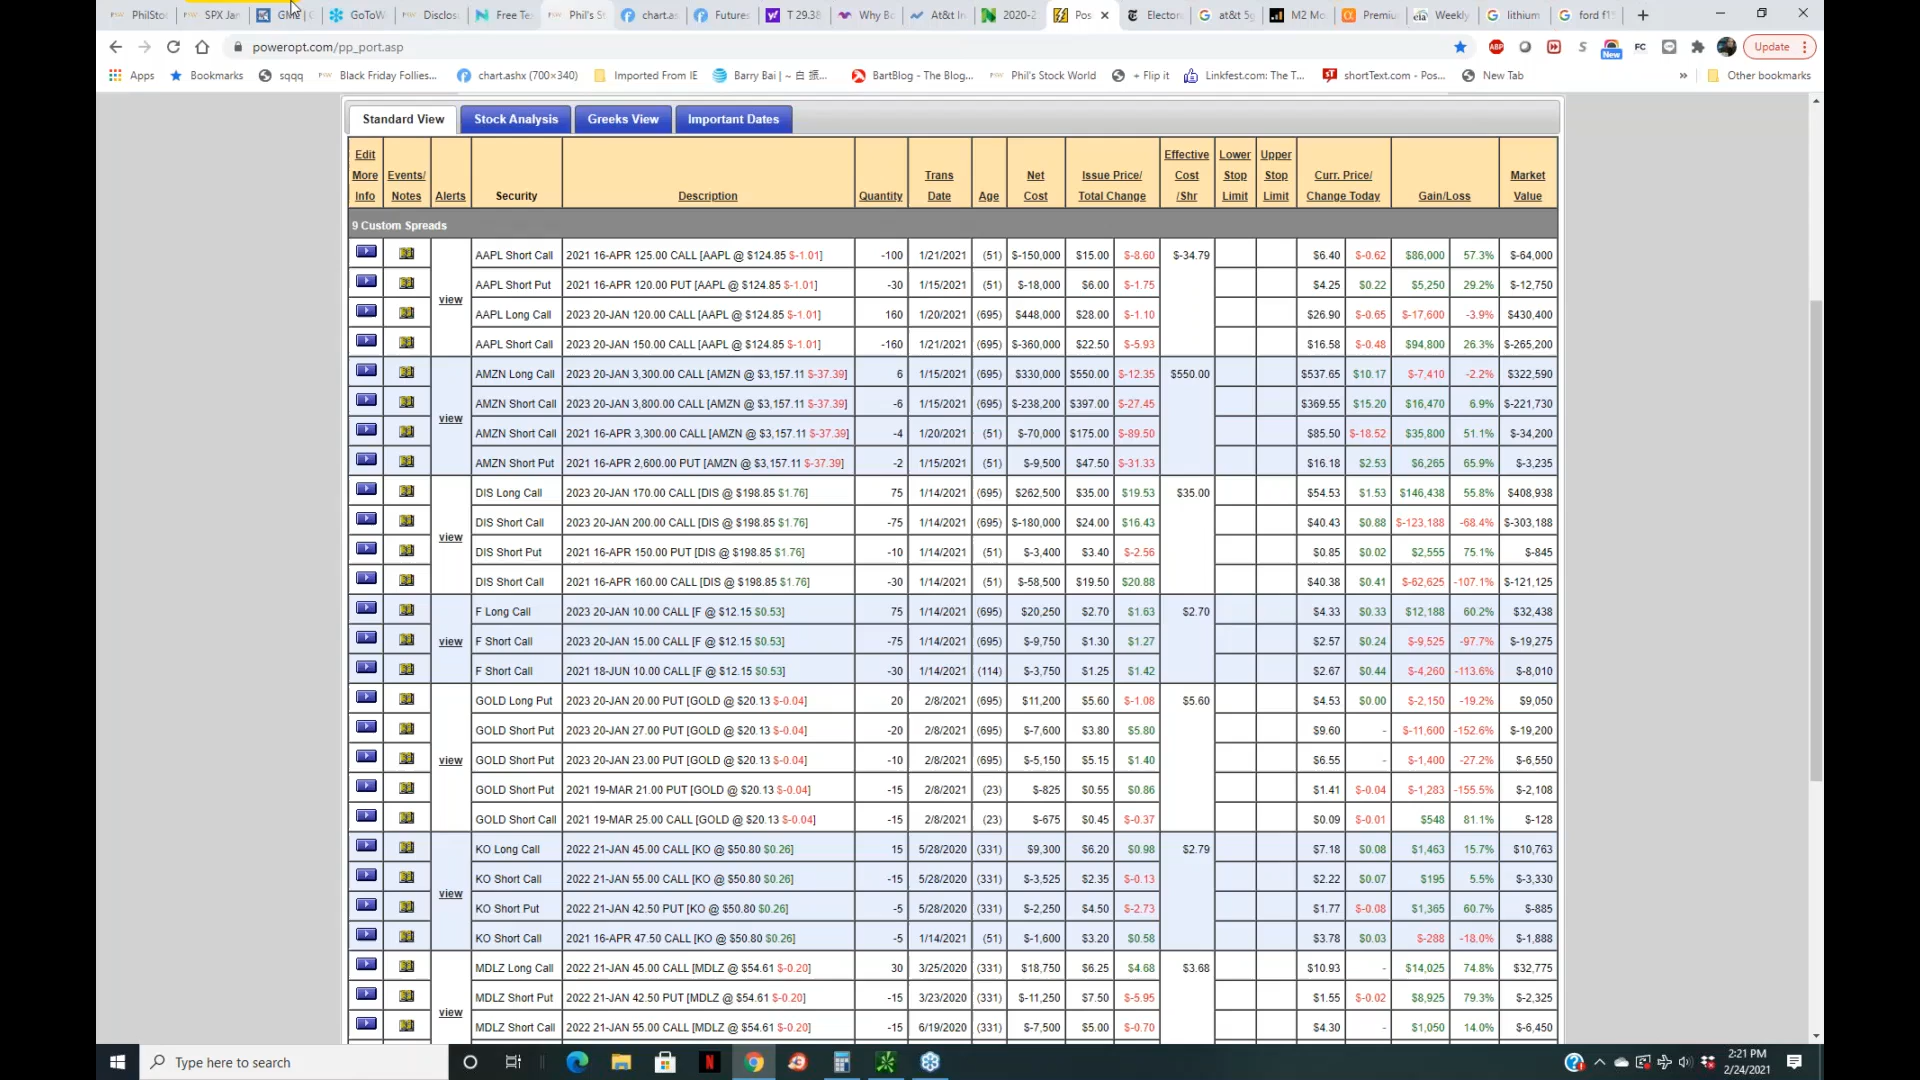 PhilSto
SPX Jan
GNU | G
GoToW
Disclos
Free Te
Phil's St
chart.as
Futures
T 29.38
Why Bo
At&t In
2020-2
Pos
Electori
at&t 5g
M2 Mo
Premiu
Weekly
lithium
ford f1
poweropt.com/pp_port.asp
Update
Apps
Bookmarks
sqqq
Black Friday Follies...
chart.ashx (700×340)
Imported From IE
Barry Bai | ~ 白 振...
BartBlog - The Blog...
Phil's Stock World
+ Flip it
Linkfest.com: The T...
shortText.com - Pos...
New Tab
»
Other bookmarks
Standard View Stock Analysis Greeks View Important Dates
Edit More Info Events/ Notes Alerts Security Description Quantity Trans Date Age Net Cost Issue Price/ Total Change Effective Cost /Shr Lower Stop Limit Upper Stop Limit Curr. Price/ Change Today Gain/Loss Market Value
9 Custom Spreads
AAPL Short Call 2021 16-APR 125.00 CALL [AAPL @ $124.85 $-1.01] -100 1/21/2021 (51) $-150,000 $15.00 $-8.60 $-34.79 $6.40 $-0.62 $86,000 57.3% $-64,000
AAPL Short Put 2021 16-APR 120.00 PUT [AAPL @ $124.85 $-1.01] -30 1/15/2021 (51) $-18,000 $6.00 $-1.75 $4.25 $0.22 $5,250 29.2% $-12,750
view
AAPL Long Call 2023 20-JAN 120.00 CALL [AAPL @ $124.85 $-1.01] 160 1/20/2021 (695) $448,000 $28.00 $-1.10 $26.90 $-0.65 $-17,600 -3.9% $430,400
AAPL Short Call 2023 20-JAN 150.00 CALL [AAPL @ $124.85 $-1.01] -160 1/21/2021 (695) $-360,000 $22.50 $-5.93 $16.58 $-0.48 $94,800 26.3% $-265,200
AMZN Long Call 2023 20-JAN 3,300.00 CALL [AMZN @ $3,157.11 $-37.39] 6 1/15/2021 (695) $330,000 $550.00 $-12.35 $550.00 $537.65 $10.17 $-7,410 -2.2% $322,590
AMZN Short Call 2023 20-JAN 3,800.00 CALL [AMZN @ $3,157.11 $-37.39] -6 1/15/2021 (695) $-238,200 $397.00 $-27.45 $369.55 $15.20 $16,470 6.9% $-221,730
view
AMZN Short Call 2021 16-APR 3,300.00 CALL [AMZN @ $3,157.11 $-37.39] -4 1/20/2021 (51) $-70,000 $175.00 $-89.50 $85.50 $-18.52 $35,800 51.1% $-34,200
AMZN Short Put 2021 16-APR 2,600.00 PUT [AMZN @ $3,157.11 $-37.39] -2 1/15/2021 (51) $-9,500 $47.50 $-31.33 $16.18 $2.53 $6,265 65.9% $-3,235
DIS Long Call 2023 20-JAN 170.00 CALL [DIS @ $198.85 $1.76] 75 1/14/2021 (695) $262,500 $35.00 $19.53 $35.00 $54.53 $1.53 $146,438 55.8% $408,938
DIS Short Call 2023 20-JAN 200.00 CALL [DIS @ $198.85 $1.76] -75 1/14/2021 (695) $-180,000 $24.00 $16.43 $40.43 $0.88 $-123,188 -68.4% $-303,188
view
DIS Short Put 2021 16-APR 150.00 PUT [DIS @ $198.85 $1.76] -10 1/14/2021 (51) $-3,400 $3.40 $-2.56 $0.85 $0.02 $2,555 75.1% $-845
DIS Short Call 2021 16-APR 160.00 CALL [DIS @ $198.85 $1.76] -30 1/14/2021 (51) $-58,500 $19.50 $20.88 $40.38 $0.41 $-62,625 -107.1% $-121,125
F Long Call 2023 20-JAN 10.00 CALL [F @ $12.15 $0.53] 75 1/14/2021 (695) $20,250 $2.70 $1.63 $2.70 $4.33 $0.33 $12,188 60.2% $32,438
view F Short Call 2023 20-JAN 15.00 CALL [F @ $12.15 $0.53] -75 1/14/2021 (695) $-9,750 $1.30 $1.27 $2.57 $0.24 $-9,525 -97.7% $-19,275
F Short Call 2021 18-JUN 10.00 CALL [F @ $12.15 $0.53] -30 1/14/2021 (114) $-3,750 $1.25 $1.42 $2.67 $0.44 $-4,260 -113.6% $-8,010
GOLD Long Put 2023 20-JAN 20.00 PUT [GOLD @ $20.13 $-0.04] 20 2/8/2021 (695) $11,200 $5.60 $-1.08 $5.60 $4.53 $0.00 $-2,150 -19.2% $9,050
GOLD Short Put 2023 20-JAN 27.00 PUT [GOLD @ $20.13 $-0.04] -20 2/8/2021 (695) $-7,600 $3.80 $5.80 $9.60 - $-11,600 -152.6% $-19,200
view GOLD Short Put 2023 20-JAN 23.00 PUT [GOLD @ $20.13 $-0.04] -10 2/8/2021 (695) $-5,150 $5.15 $1.40 $6.55 - $-1,400 -27.2% $-6,550
GOLD Short Put 2021 19-MAR 21.00 PUT [GOLD @ $20.13 $-0.04] -15 2/8/2021 (23) $-825 $0.55 $0.86 $1.41 $-0.04 $-1,283 -155.5% $-2,108
GOLD Short Call 2021 19-MAR 25.00 CALL [GOLD @ $20.13 $-0.04] -15 2/8/2021 (23) $-675 $0.45 $-0.37 $0.09 $-0.01 $548 81.1% $-128
KO Long Call 2022 21-JAN 45.00 CALL [KO @ $50.80 $0.26] 15 5/28/2020 (331) $9,300 $6.20 $0.98 $2.79 $7.18 $0.08 $1,463 15.7% $10,763
KO Short Call 2022 21-JAN 55.00 CALL [KO @ $50.80 $0.26] -15 5/28/2020 (331) $-3,525 $2.35 $-0.13 $2.22 $0.07 $195 5.5% $-3,330
view
KO Short Put 2022 21-JAN 42.50 PUT [KO @ $50.80 $0.26] -5 5/28/2020 (331) $-2,250 $4.50 $-2.73 $1.77 $-0.08 $1,365 60.7% $-885
KO Short Call 2021 16-APR 47.50 CALL [KO @ $50.80 $0.26] -5 1/14/2021 (51) $-1,600 $3.20 $0.58 $3.78 $0.03 $-288 -18.0% $-1,888
MDLZ Long Call 2022 21-JAN 45.00 CALL [MDLZ @ $54.61 $-0.20] 30 3/25/2020 (331) $18,750 $6.25 $4.68 $3.68 $10.93 - $14,025 74.8% $32,775
MDLZ Short Put 2022 21-JAN 42.50 PUT [MDLZ @ $54.61 $-0.20] -15 3/23/2020 (331) $-11,250 $7.50 $-5.95 $1.55 $-0.02 $8,925 79.3% $-2,325
view
MDLZ Short Call 2022 21-JAN 55.00 CALL [MDLZ @ $54.61 $-0.20] -15 6/19/2020 (331) $-7,500 $5.00 $-0.70 $4.30 - $1,050 14.0% $-6,450
Type here to search
2:21 PM
2/24/2021